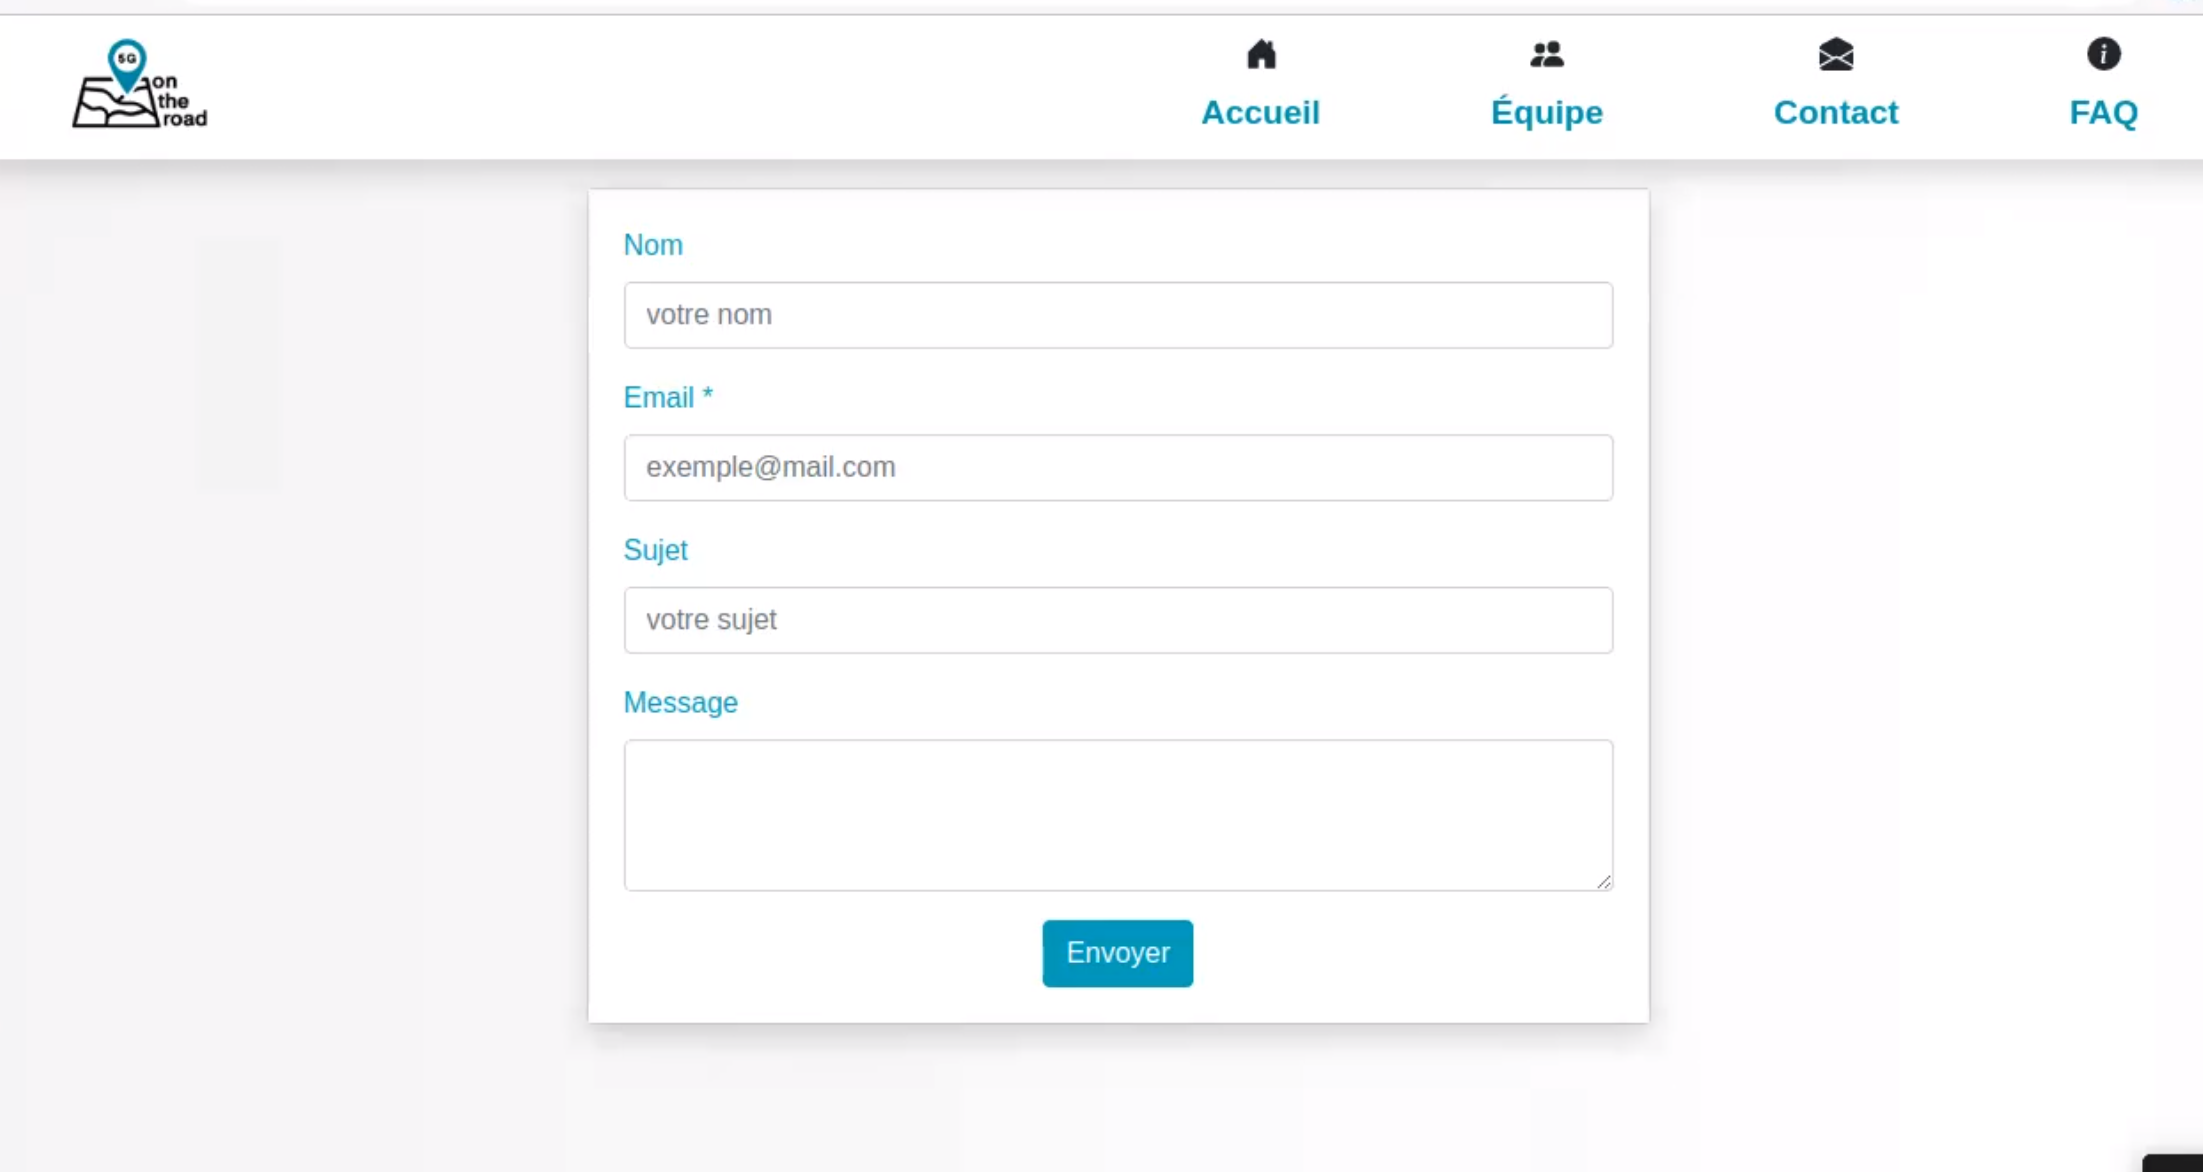 5G
on
the
road
Accueil
Équipe
Contact
FAQ
Nom
votre nom
Email *
exemple@mail.com
Sujet
votre sujet
Message
Envoyer